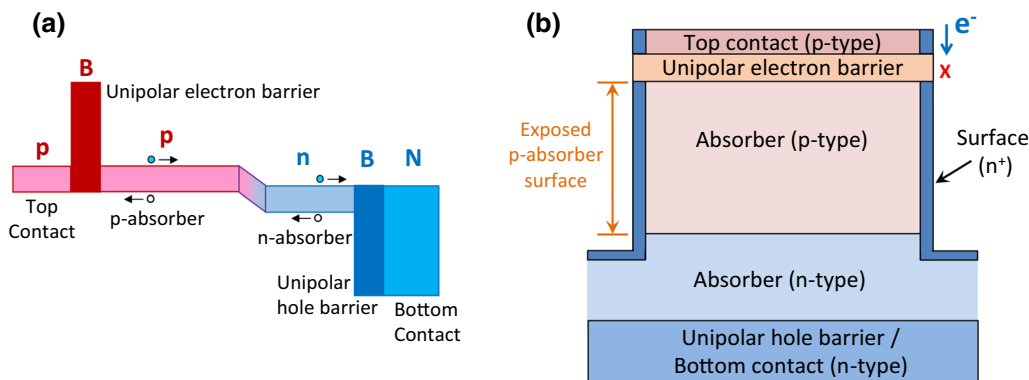 (a)
B
Unipolar electron barrier
p
p
n
B
N
Top
Contact
p-absorber
n-absorber
Unipolar
hole barrier
Bottom
Contact
(b)
e-
Top contact (p-type)
Unipolar electron barrier
x
Exposed
p-absorber
surface
Absorber (p-type)
Surface
(n+)
Absorber (n-type)
Unipolar hole barrier /
Bottom contact (n-type)